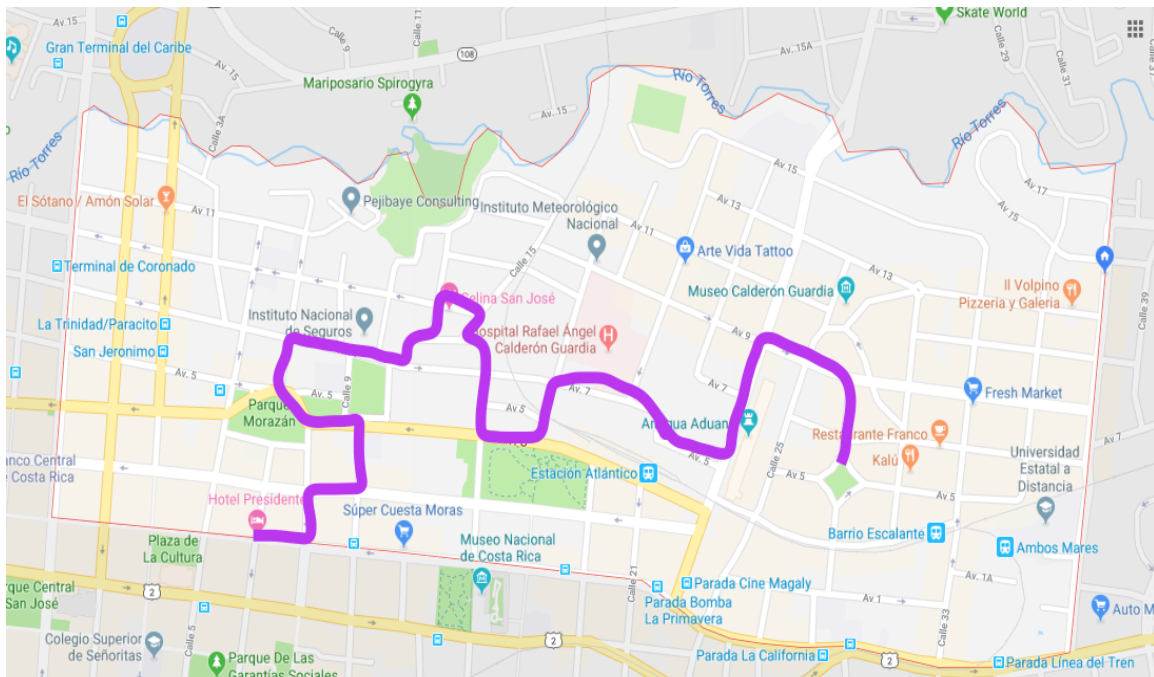 Av 15
Gran Terminal del Caribe
Calle 9
Calle 11
108
Av. 15A
Skate World
Calle 29
Calle 31
Calle 37
Av. 15
Calle 3A
Mariposario Spirogyra
Av. 15
Río Torres
Río Torres
Río Torres
El Sótano / Amón Solar
Av 11
Pejibaye Consulting
Instituto Meteorológico
Nacional
Calle 15
Av 15
Av 13
Av 17
Av 15
Av 11
Arte Vida Tattoo
Terminal de Coronado
Av 13
Museo Calderón Guardia
Il Volpino
Pizzeria y Galeria
Calle 39
Selina San José
La Trinidad/Paracito
Instituto Nacional
de Seguros
San Jeronimo
Hospital Rafael Ángel
Calderón Guardia
Av 9
Av. 5
Calle 9
Av. 7
Av 7
Fresh Market
Parque
Morazán
Av 5
Antigua Aduan
Restaurante Franco
Kalú
Av 7
Av. 5
Calle 25
Av 5
Av 5
Universidad
Estatal a
Distancia
anco Central
e Costa Rica
Estación Atlántico
Hotel Presidente
Súper Cuesta Moras
Plaza de
La Cultura
Museo Nacional
de Costa Rica
Barrio Escalante
Ambos Mares
Calle 21
Parada Cine Magaly
Av. 1A
Parada Bomba
La Primavera
Av 1
Calle 33
rque Central
San José
2
Calle 5
Auto M
Colegio Superior
de Señoritas
2
Parque De Las
Garantías Sociales
Parada La California
2
Parada Línea del Tren